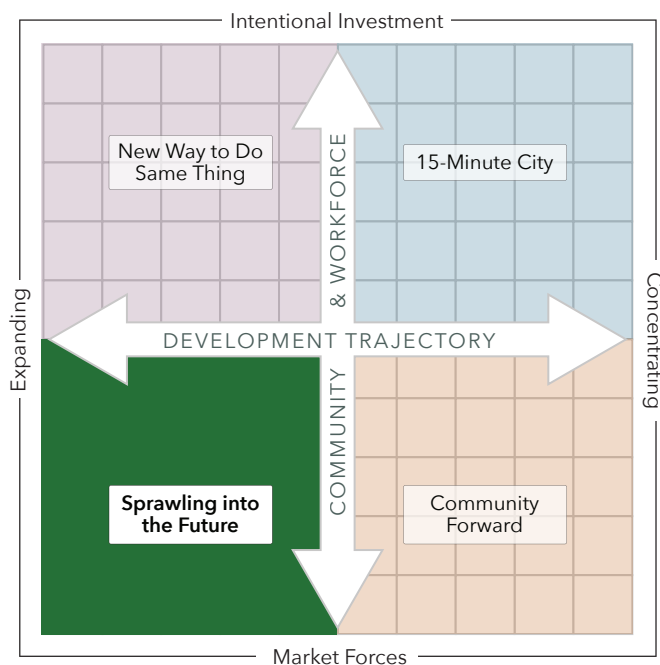 Intentional Investment
New Way to Do
Same Thing
15-Minute City
& WORKFORCE
Expanding
Concentrating
DEVELOPMENT TRAJECTORY
COMMUNITY
Sprawling into
the Future
Community
Forward
Market Forces